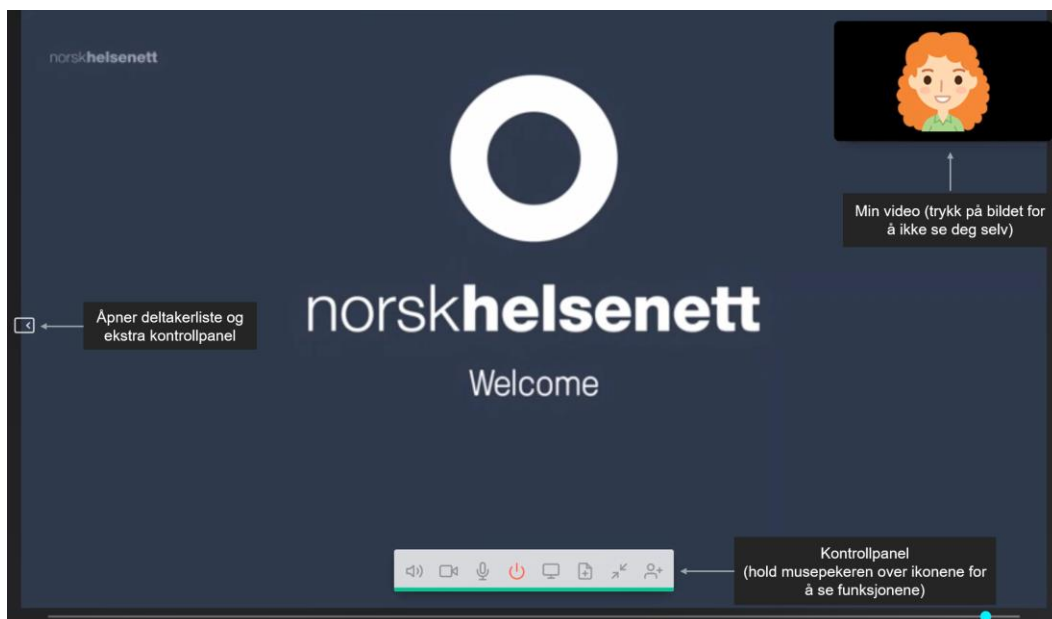 norskhelsenett
Min video (trykk på bildet for
å ikke se deg selv)
Åpner deltakerliste og
ekstra kontrollpanel
norskhelsenett
Welcome
Kontrollpanel
(hold musepekeren over ikonene for
å se funksjonene)